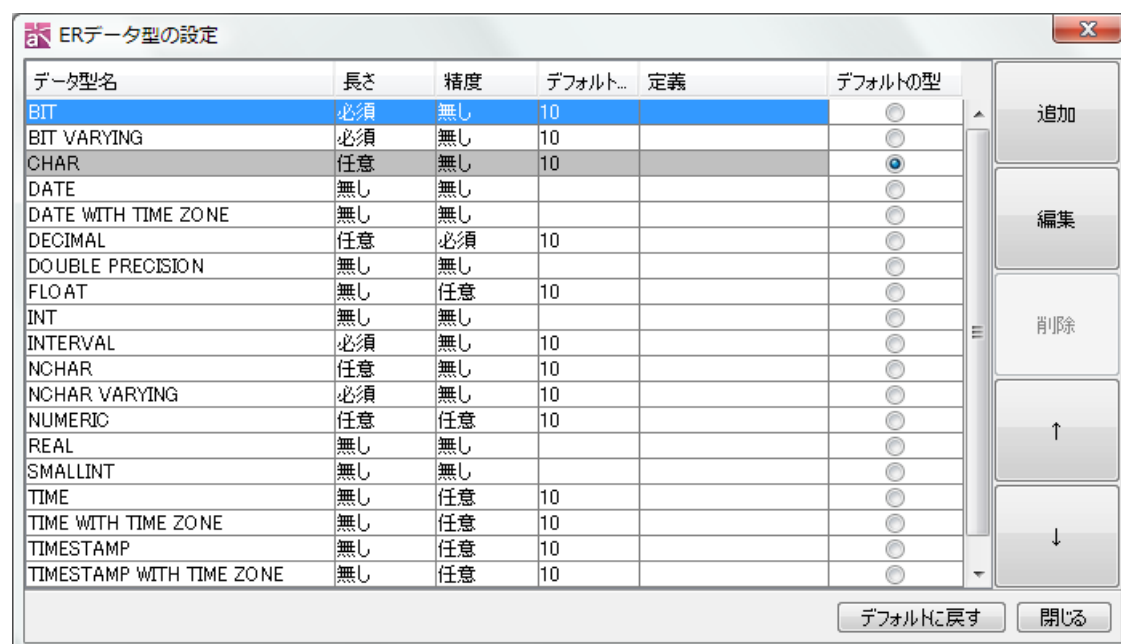 ERデータ型の設定
データ型名 長さ 精度 デフォルト... 定義 デフォルトの型
BIT 必須 無し 10
BIT VARYING 必須 無し 10
CHAR 任意 無し 10
DATE 無し 無し
DATE WITH TIME ZONE 無し 無し
DECIMAL 任意 必須 10
DOUBLE PRECISION 無し 無し
FLOAT 無し 任意 10
INT 無し 無し
INTERVAL 必須 無し 10
NCHAR 任意 無し 10
NCHAR VARYING 必須 無し 10
NUMERIC 任意 任意 10
REAL 無し 無し
SMALLINT 無し 無し
TIME 無し 任意 10
TIME WITH TIME ZONE 無し 任意 10
TIMESTAMP 無し 任意 10
TIMESTAMP WITH TIME ZONE 無し 任意 10
追加
編集
削除
↑
↓
デフォルトに戻す 閉じる